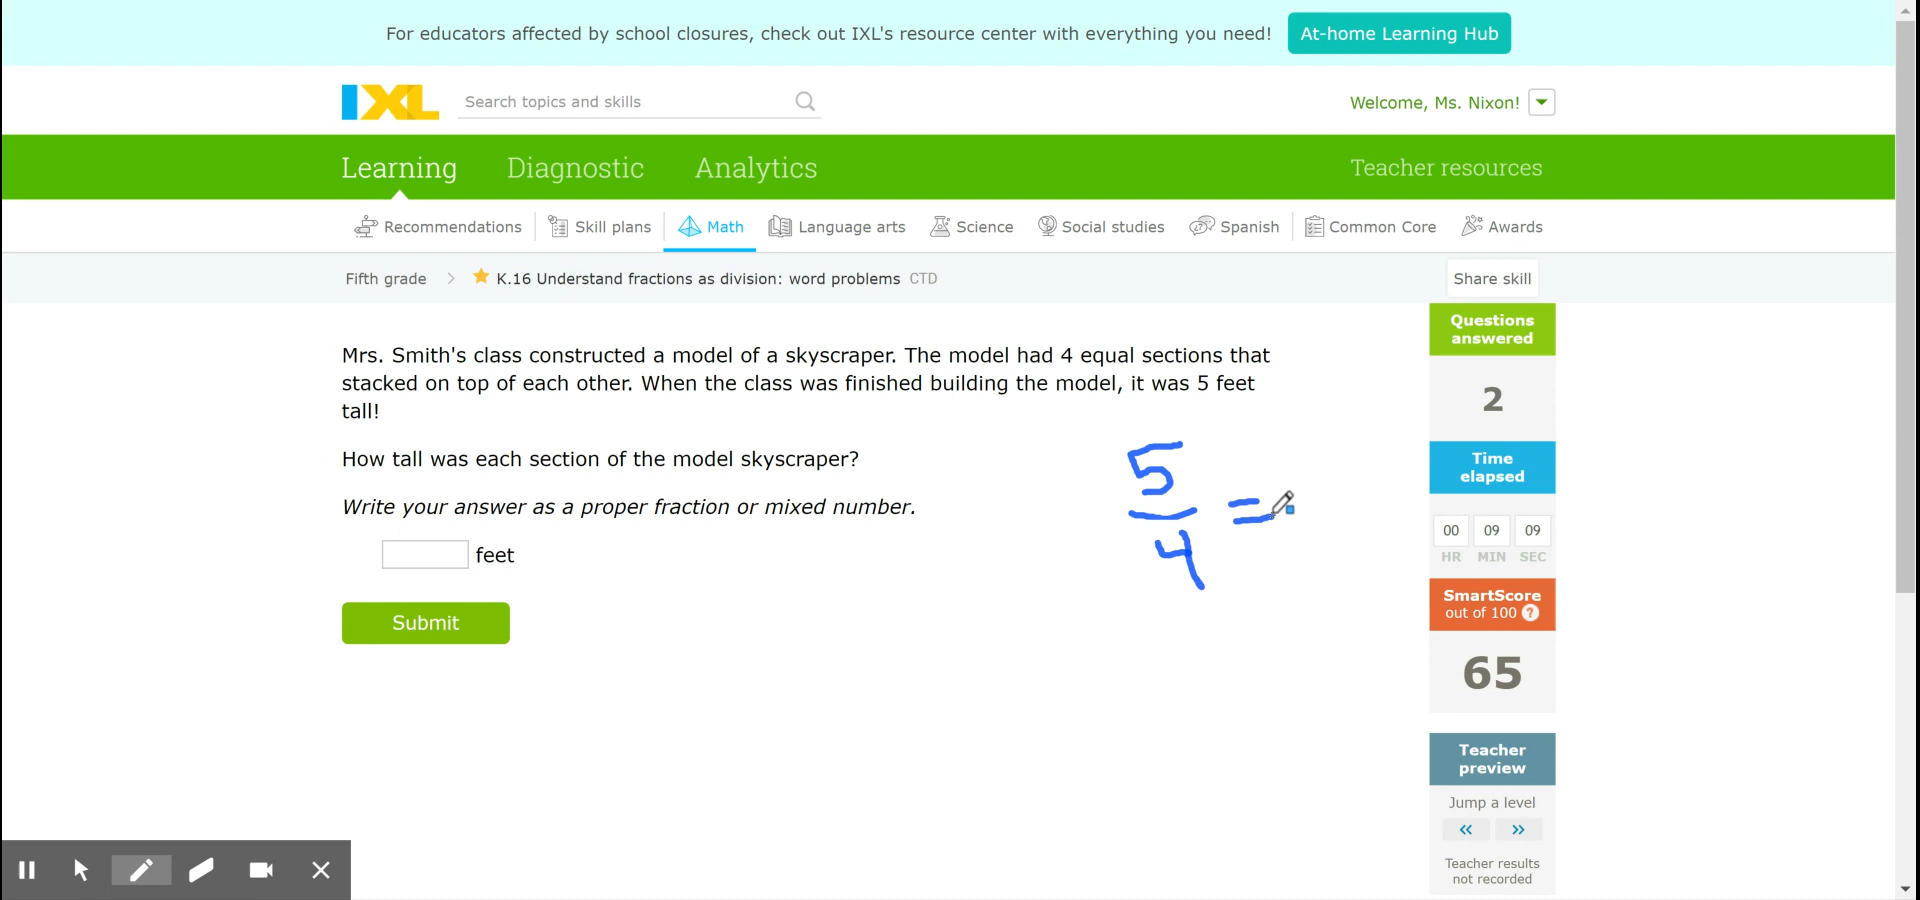 For educators affected by school closures, check out IXL's resource center with everything you need! At-home Learning Hub
IXL Search topics and skills Welcome, Ms. Nixon!
Learning Diagnostic Analytics Teacher resources
Recommendations Skill plans Math Language arts Science Social studies Spanish Common Core Awards
Fifth grade > K.16 Understand fractions as division: word problems CTD Share skill
Mrs. Smith's class constructed a model of a skyscraper. The model had 4 equal sections that
stacked on top of each other. When the class was finished building the model, it was 5 feet
tall!
How tall was each section of the model skyscraper?
Write your answer as a proper fraction or mixed number.
feet
Submit
5
=
4
Questions
answered
2
Time
elapsed
00 09 09
HR MIN SEC
SmartScore
out of 100 ?
65
Teacher
preview
Jump a level
« »
Teacher results
not recorded